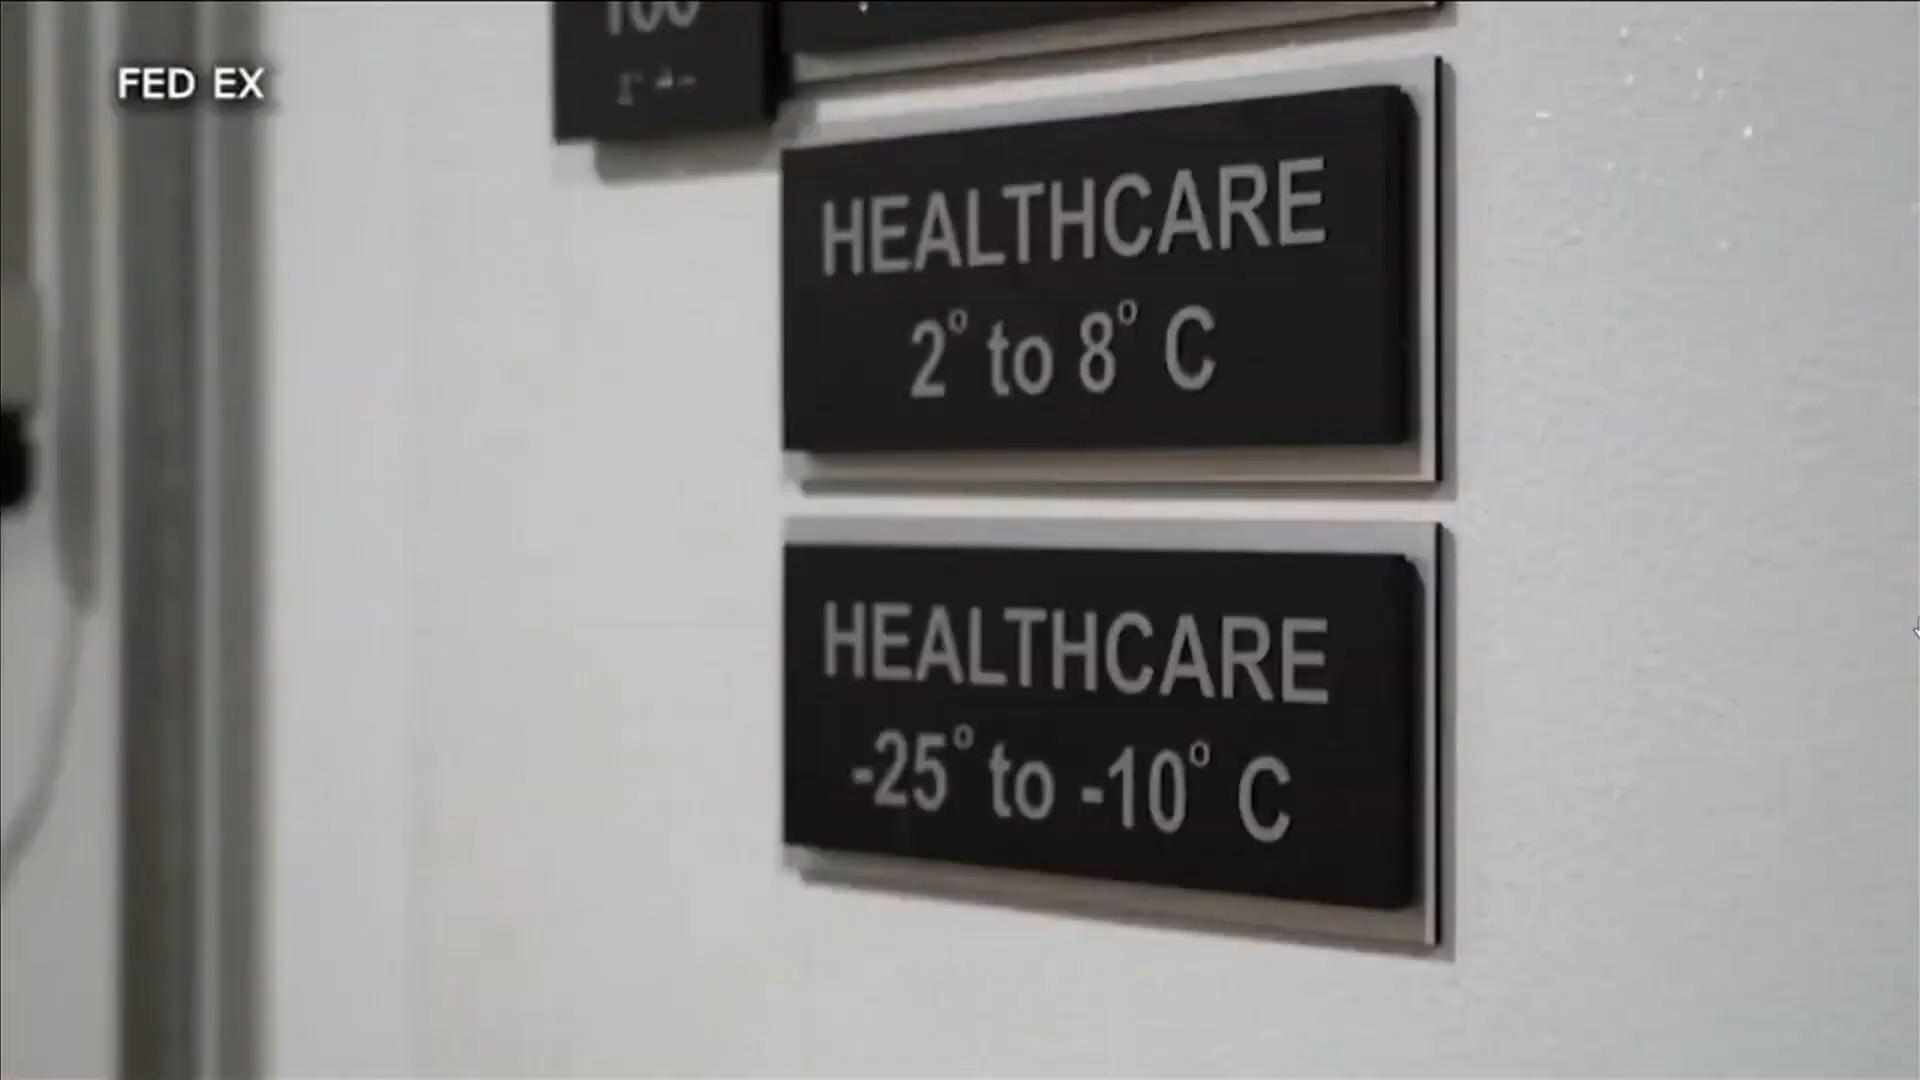 FED EX
HEALTHCARE
2° to 8° C
HEALTHCARE
-25° to -10° C